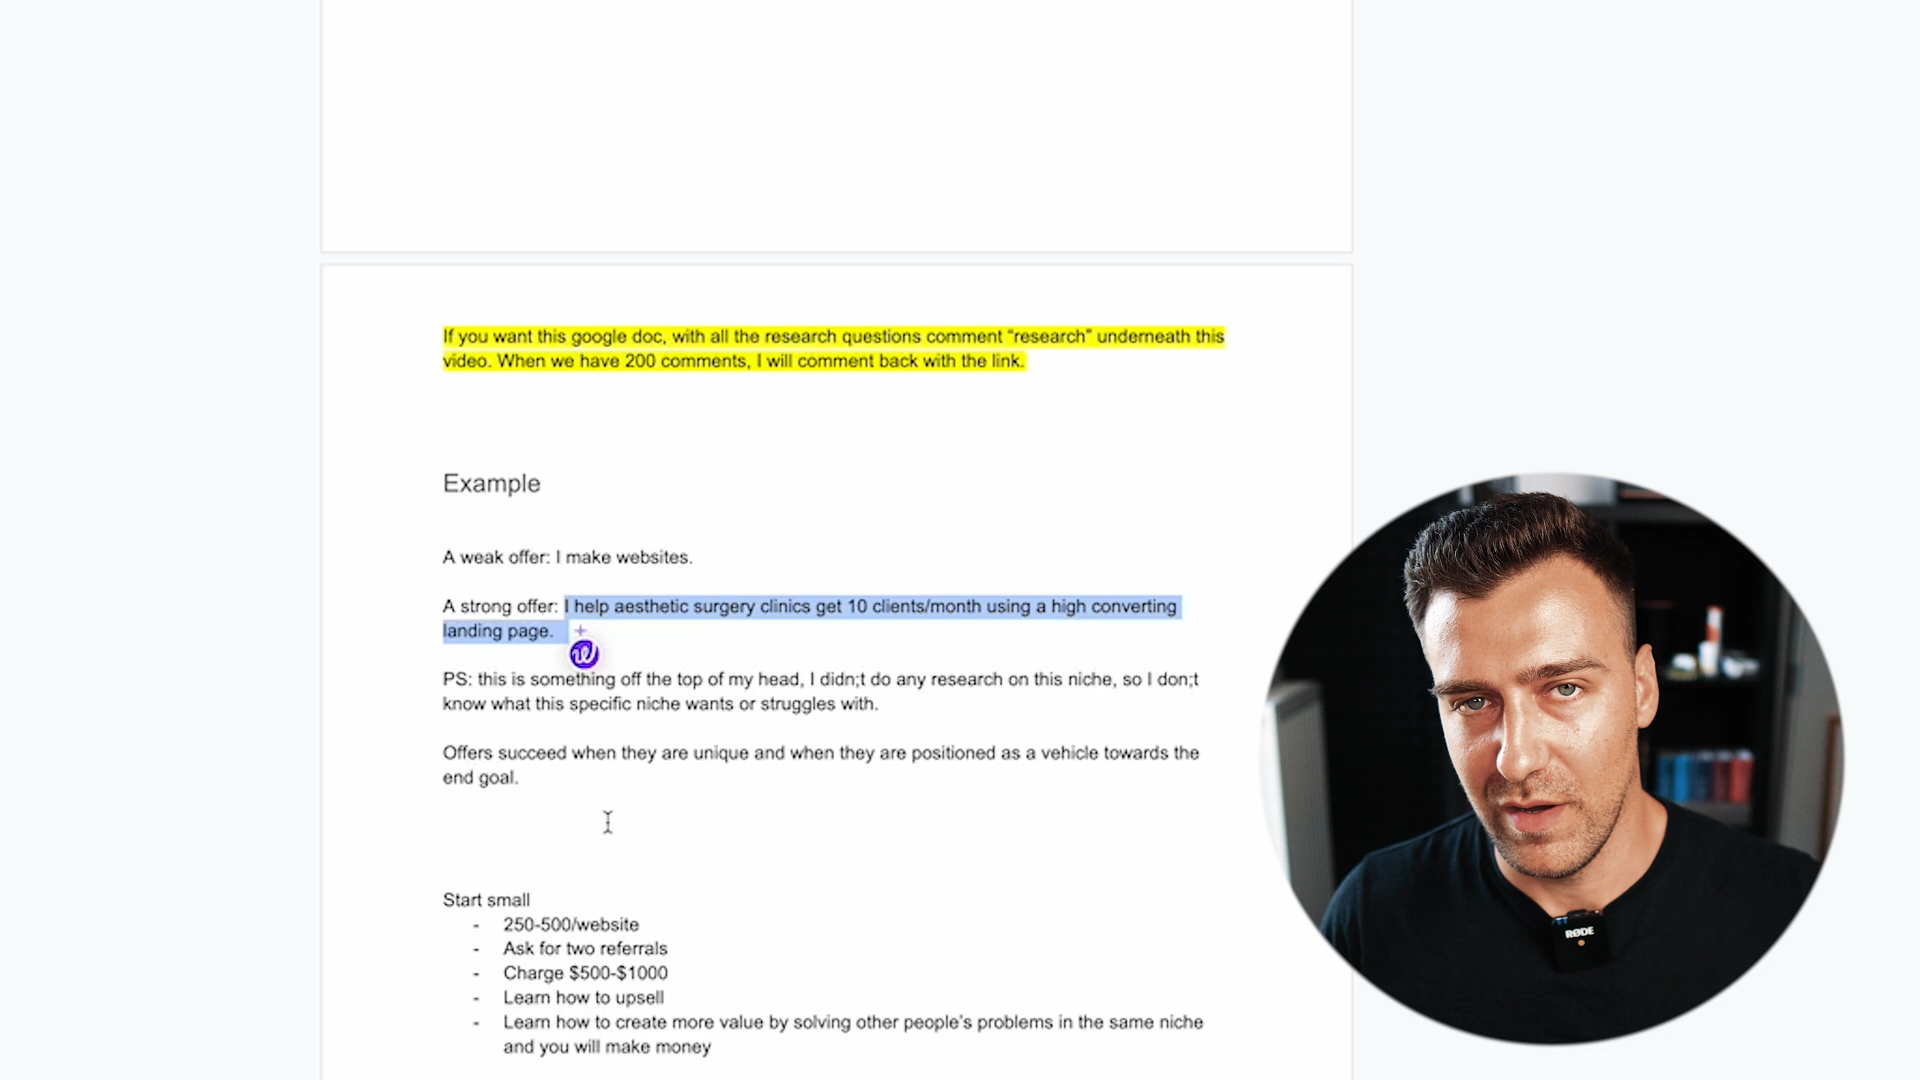 If you want this google doc, with all the research questions comment "research" underneath this
video. When we have 200 comments, I will comment back with the link.
Example
A weak offer: I make websites.
A strong offer: I help aesthetic surgery clinics get 10 clients/month using a high converting
landing page.
PS: this is something off the top of my head, I didn;t do any research on this niche, so I don;t
know what this specific niche wants or struggles with.
Offers succeed when they are unique and when they are positioned as a vehicle towards the
end goal.
Start small
- 250-500/website
- Ask for two referrals
- Charge $500-$1000
- Learn how to upsell
- Learn how to create more value by solving other people's problems in the same niche
and you will make money
RØDE